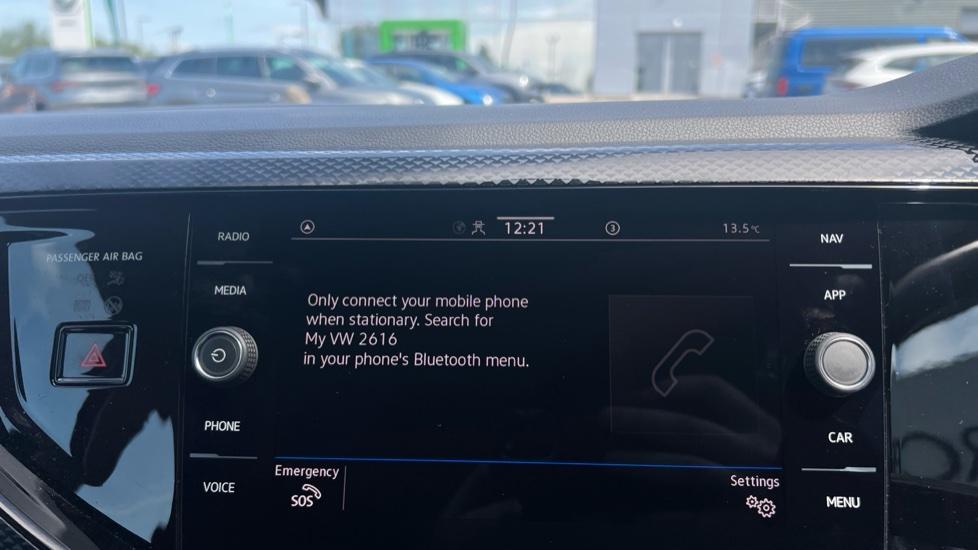 12:21
3
13.5°C
PASSENGER AIR BAG
RADIO
MEDIA
PHONE
VOICE
Only connect your mobile phone
when stationary. Search for
My VW 2616
in your phone's Bluetooth menu.
Emergency
SOS
Settings
NAV
APP
CAR
MENU